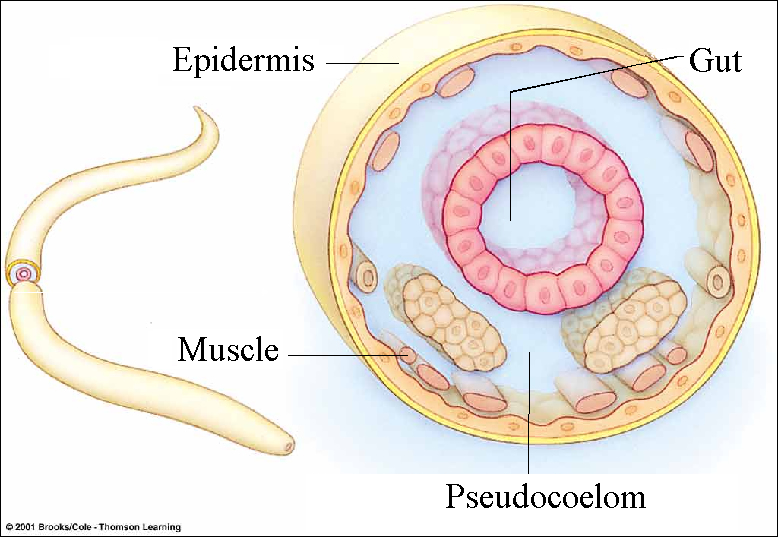 Epidermis
Gut
Muscle
Pseudocoelom
© 2001 Brooks/Cole - Thomson Learning